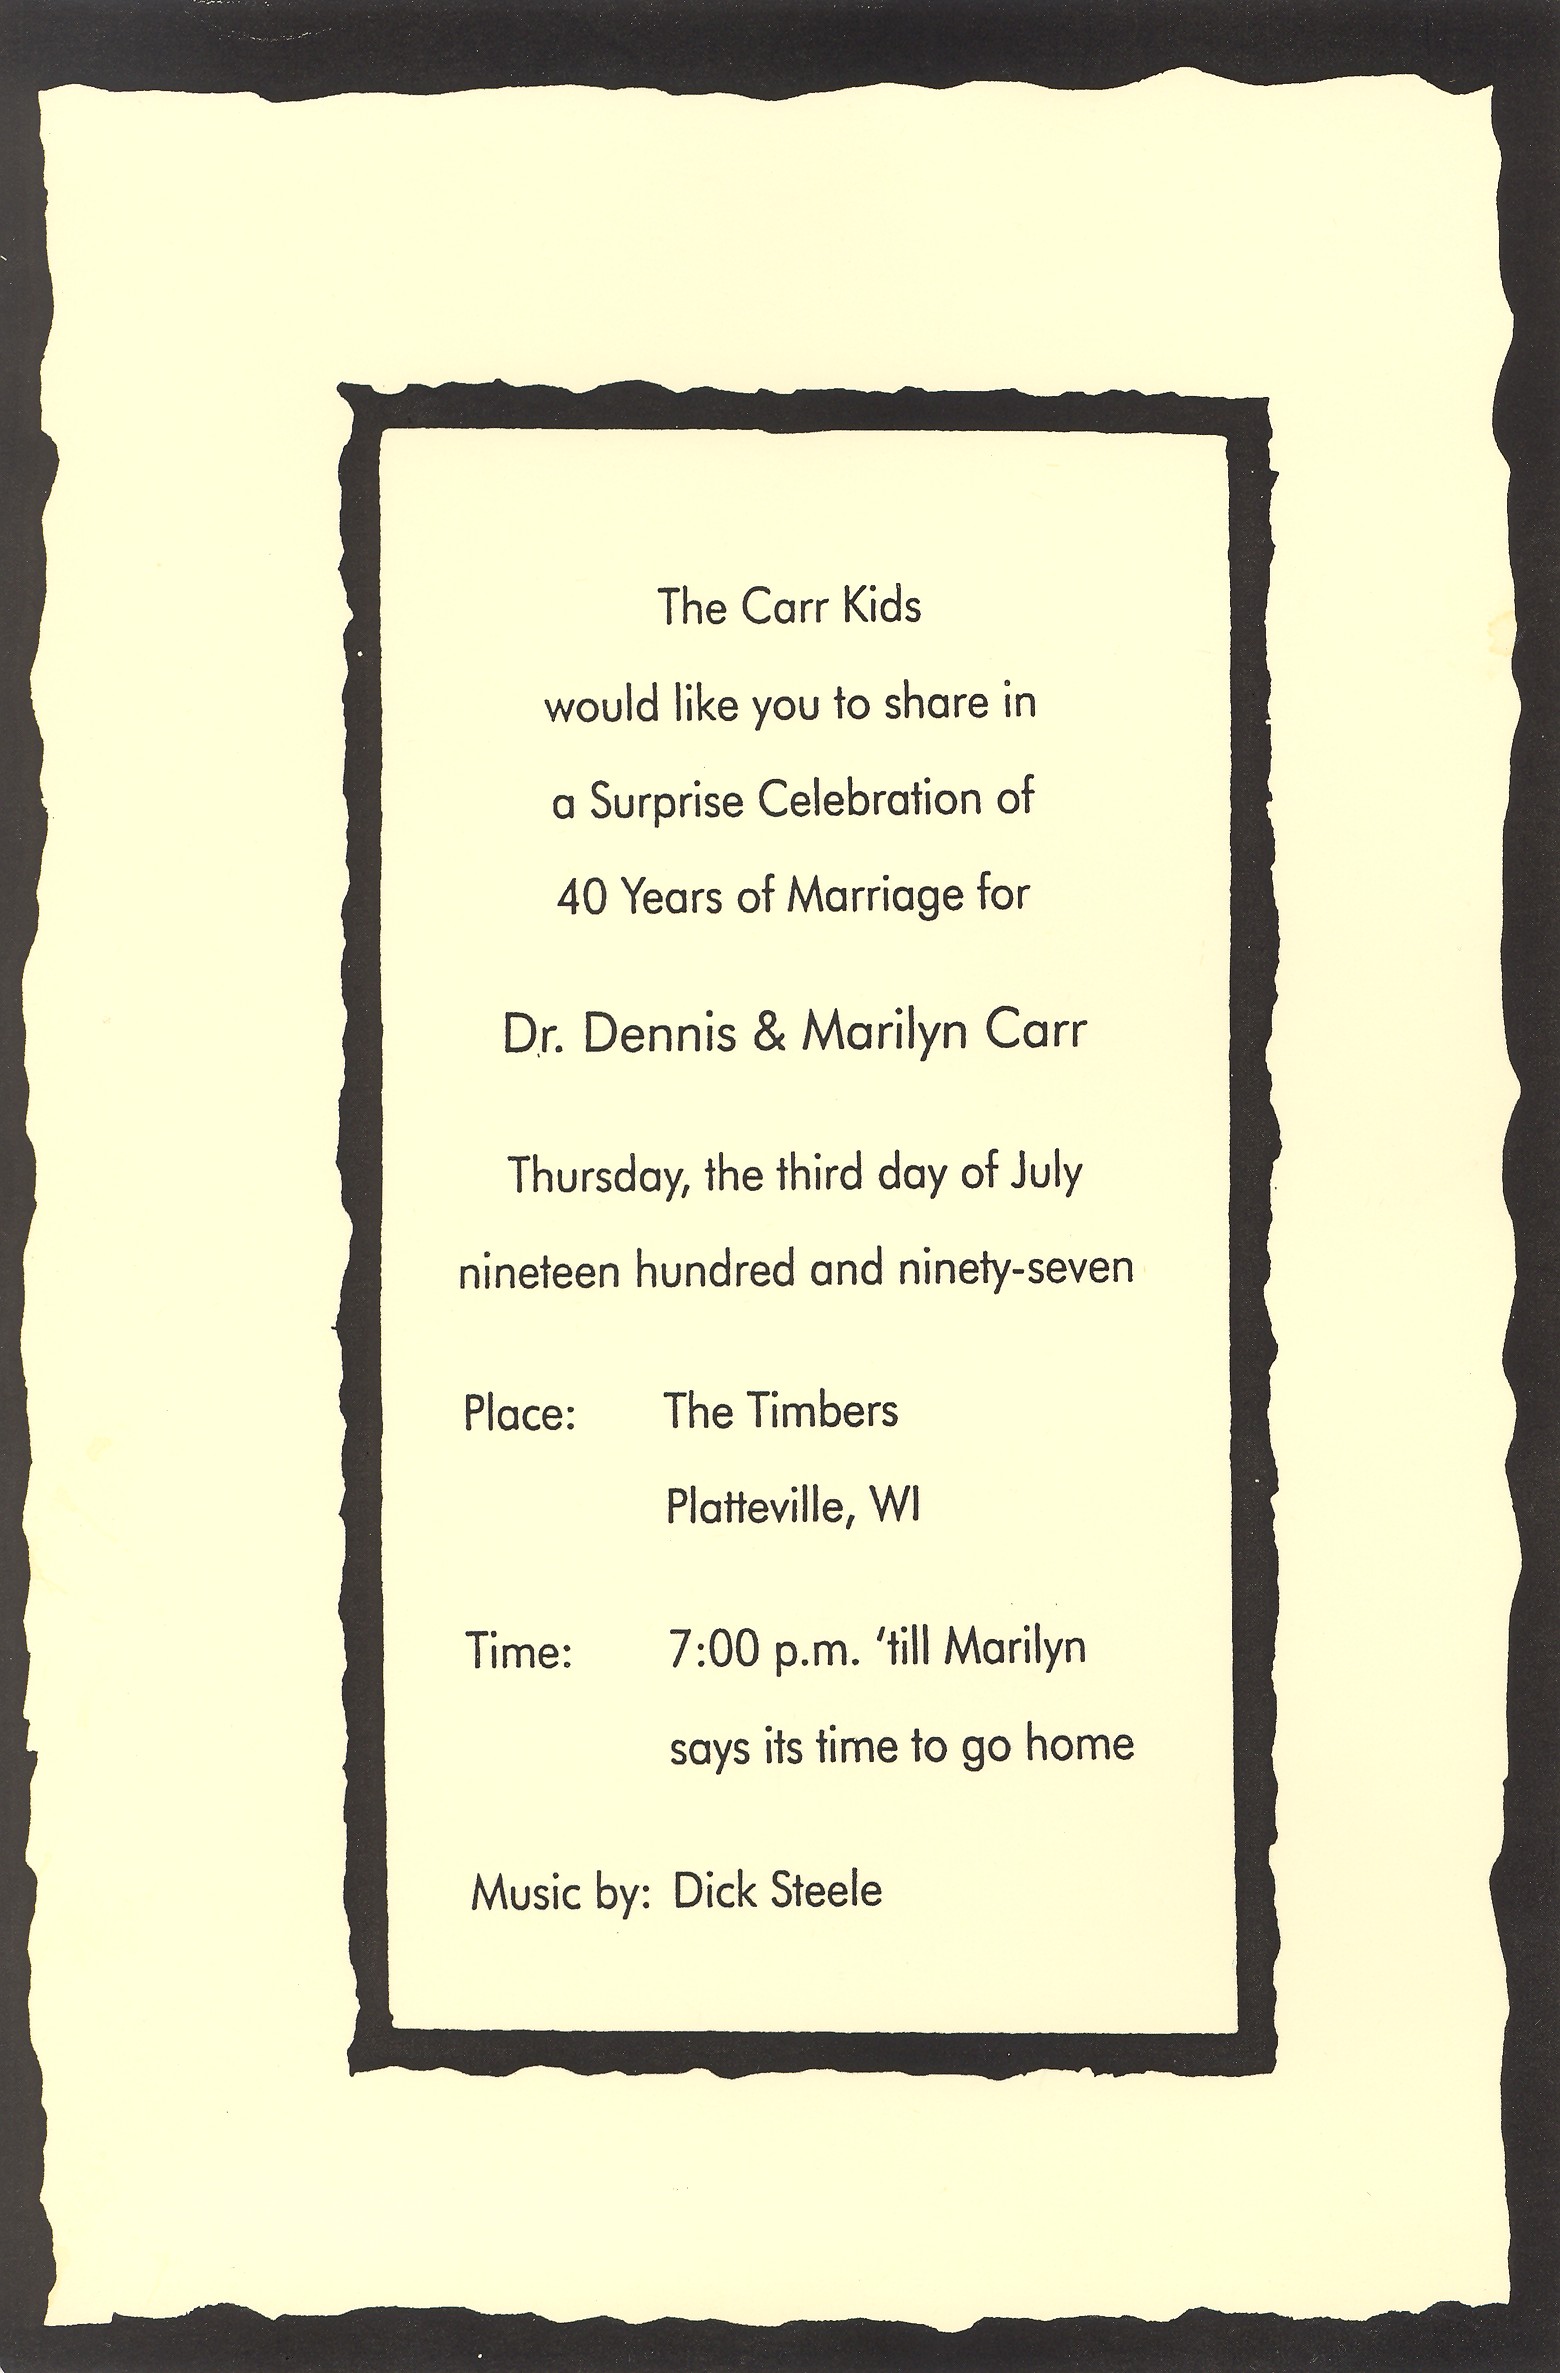 The Carr Kids
would like you to share in
a Surprise Celebration of
40 Years of Marriage for
Dr. Dennis & Marilyn Carr
Thursday, the third day of July
nineteen hundred and ninety-seven
Place: The Timbers
Platteville, WI
Time: 7:00 p.m. ‘till Marilyn
says its time to go home
Music by: Dick Steele